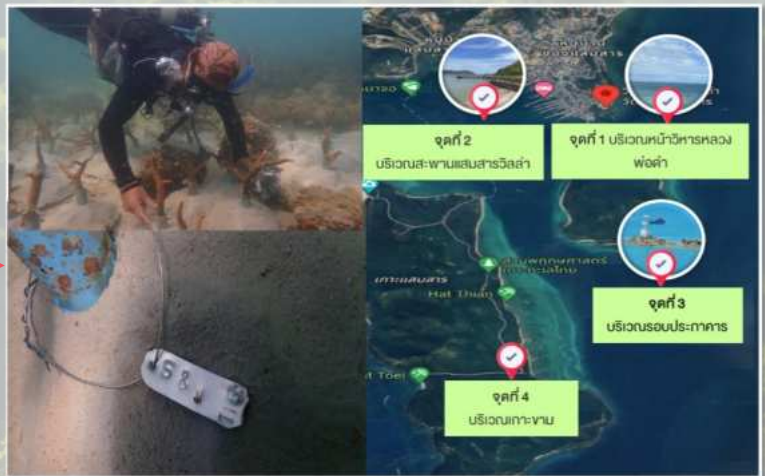 จุดที่ 2
บริเวณสะพานแสมสารวิลล่า
จุดที่ 1 บริเวณหน้าวิหารหลวง
พ่อดำ
เกาะแสมสาร
Hat Thian
จุดที่ 3
บริเวณรอบประภาคาร
จุดที่ 4
บริเวณเกาะขาม